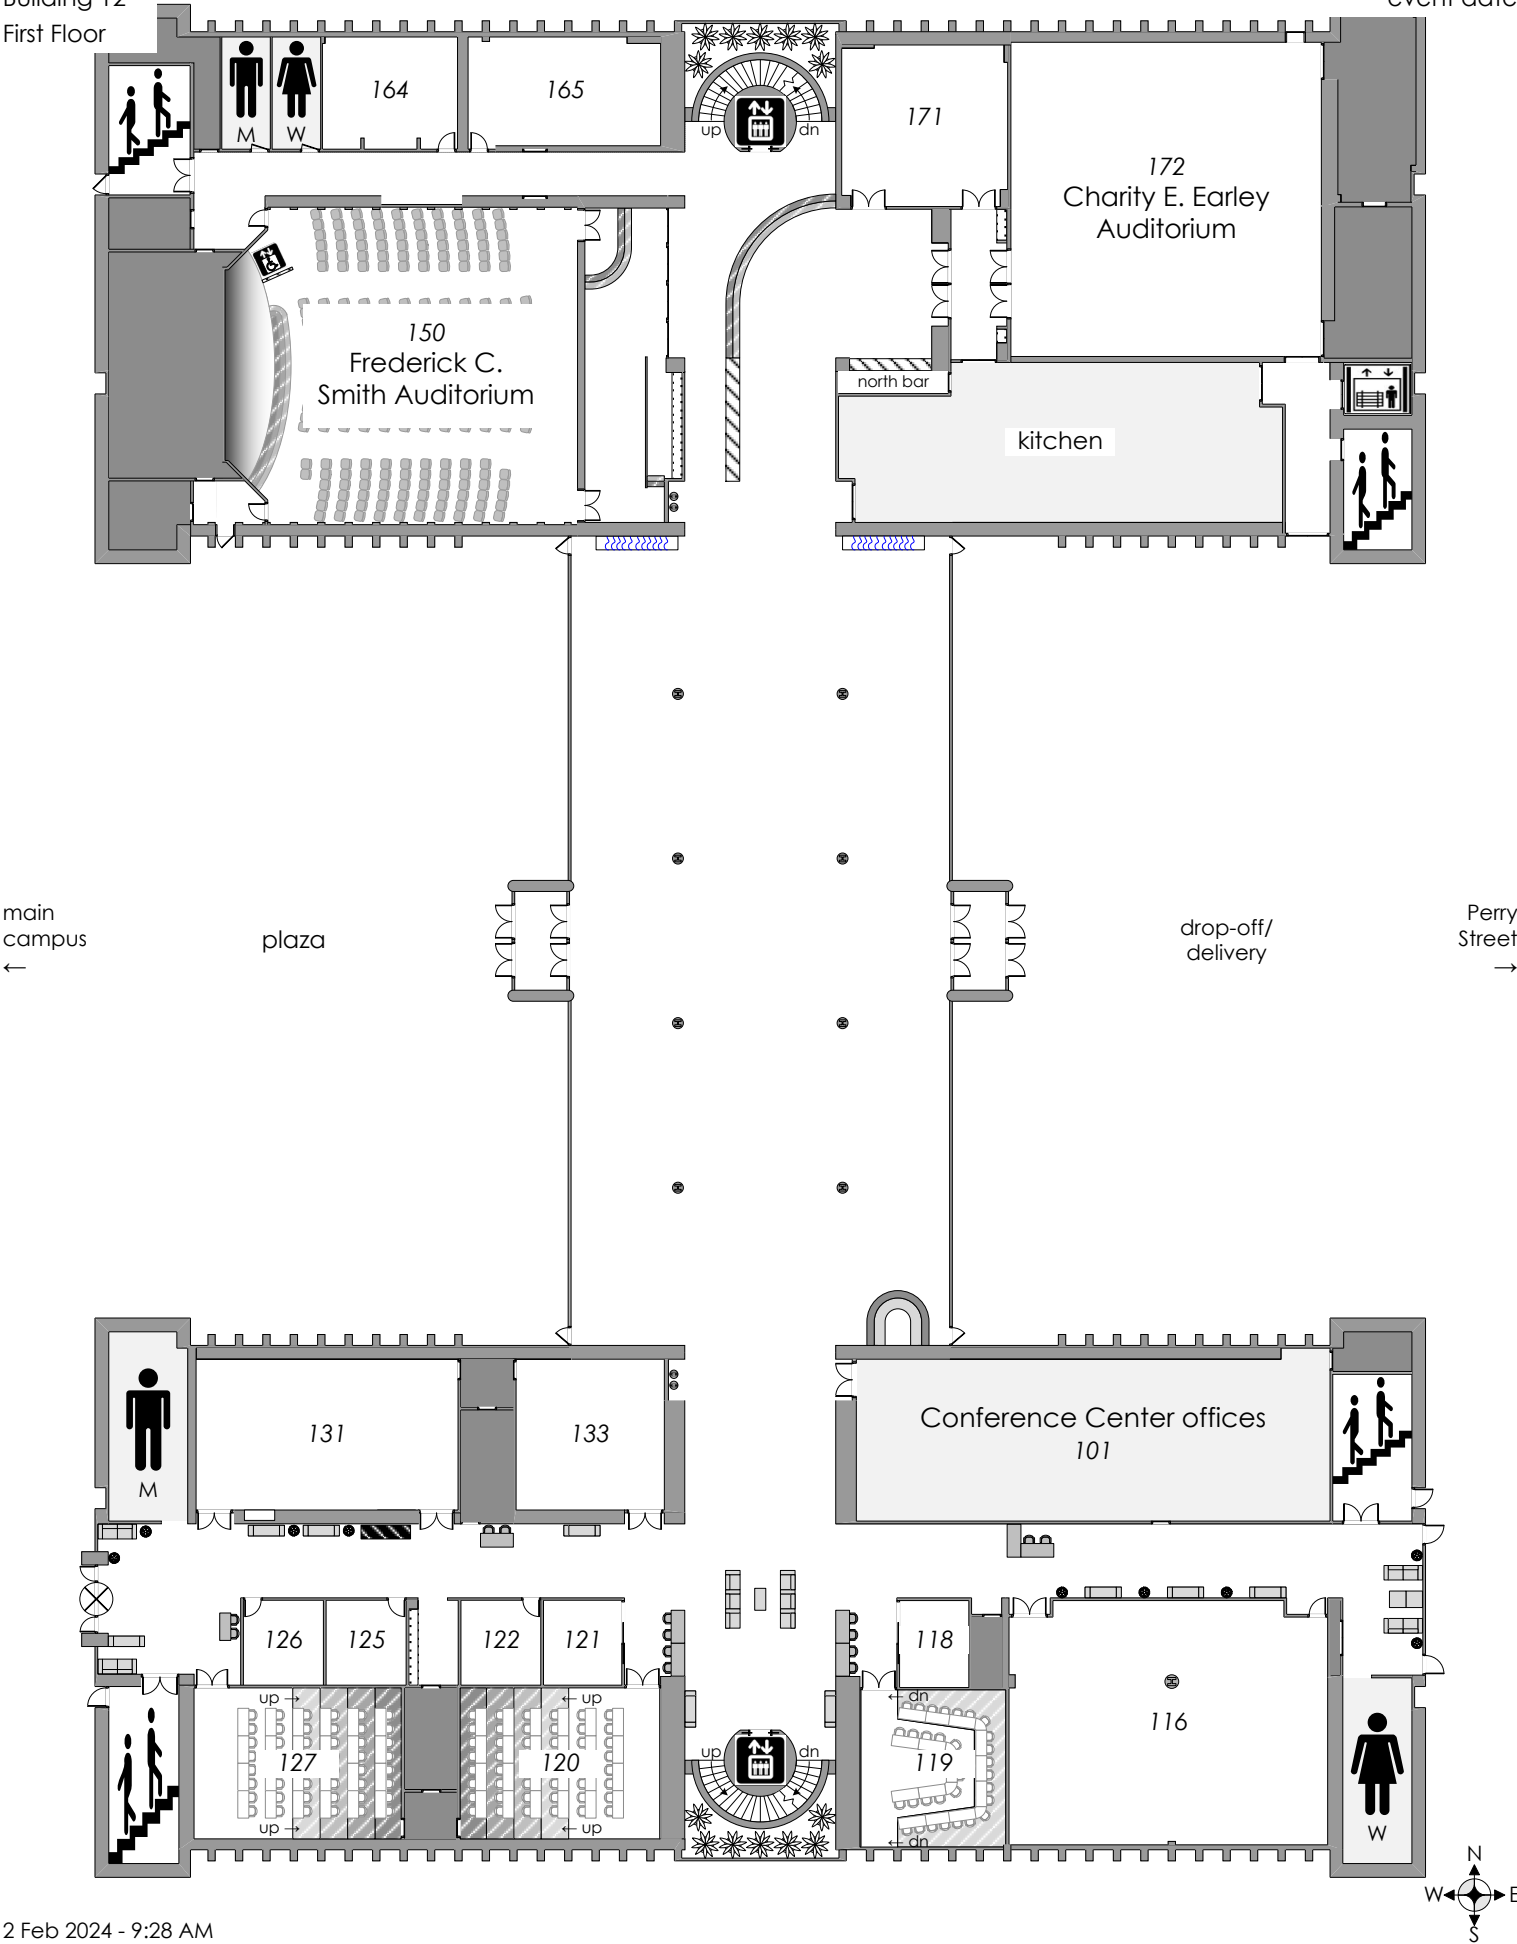 Building 12
event date
First Floor
M
W
164
165
up
dn
171
172
Charity E. Earley
Auditorium
150
Frederick C.
Smith Auditorium
north bar
kitchen
main
campus
←
plaza
drop-off/
delivery
Perry
Street
→
131
133
M
Conference Center offices
101
126
125
122
121
118
up →
← up
← dn
127
120
up
dn
119
116
W
up →
← up
← dn
N
W
E
S
2 Feb 2024 - 9:28 AM